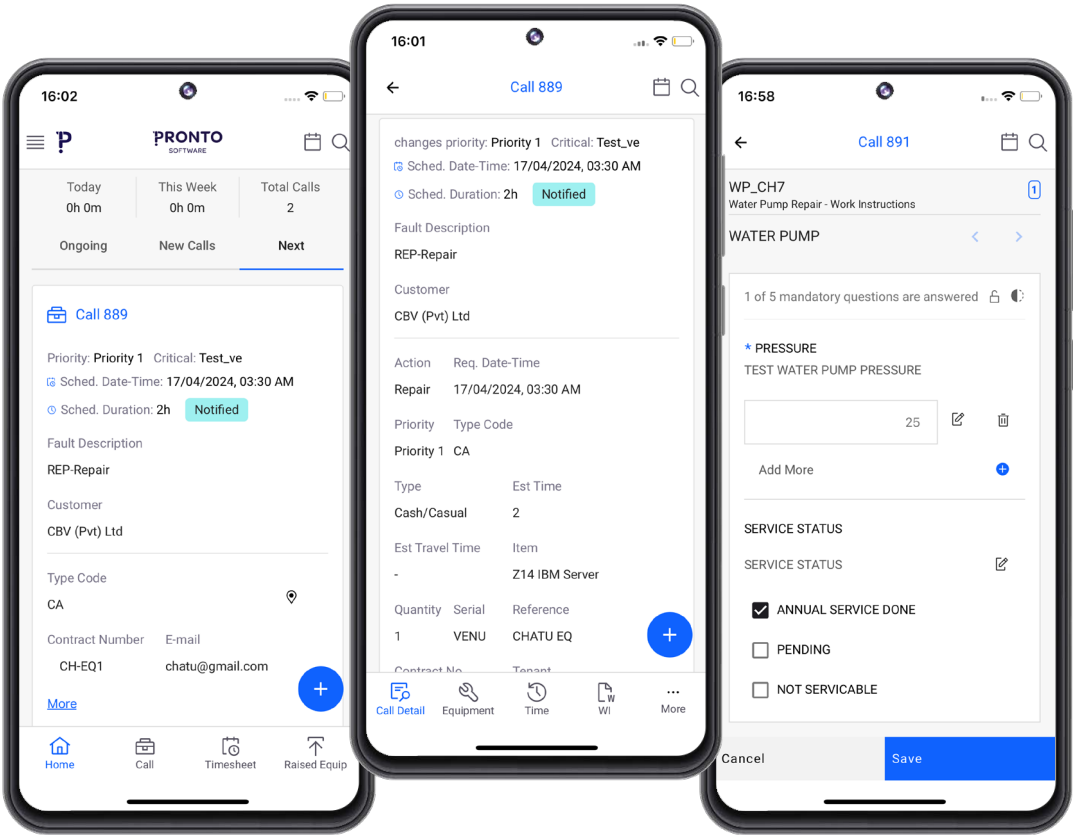 16:02
PRONTO
SOFTWARE
Today This Week Total Calls
0h 0m 0h 0m 2
Ongoing New Calls Next
Call 889
Priority: Priority 1 Critical: Test_ve
Sched. Date-Time: 17/04/2024, 03:30 AM
Sched. Duration: 2h Notified
Fault Description
REP-Repair
Customer
CBV (Pvt) Ltd
Type Code
CA
Contract Number E-mail
CH-EQ1 chatu@gmail.com
More
Home Call Timesheet Raised Equip
16:01
Call 889
changes priority: Priority 1 Critical: Test_ve
Sched. Date-Time: 17/04/2024, 03:30 AM
Sched. Duration: 2h Notified
Fault Description
REP-Repair
Customer
CBV (Pvt) Ltd
Action Req. Date-Time
Repair 17/04/2024, 03:30 AM
Priority Type Code
Priority 1 CA
Type Est Time
Cash/Casual 2
Est Travel Time Item
- Z14 IBM Server
Quantity Serial Reference
1 VENU CHATU EQ
Contract No Tenant
Call Detail Equipment Time WI More
16:58
Call 891
WP_CH7 1
Water Pump Repair - Work Instructions
WATER PUMP
1 of 5 mandatory questions are answered
* PRESSURE
TEST WATER PUMP PRESSURE
25
Add More
SERVICE STATUS
SERVICE STATUS
ANNUAL SERVICE DONE
PENDING
NOT SERVICABLE
Cancel Save